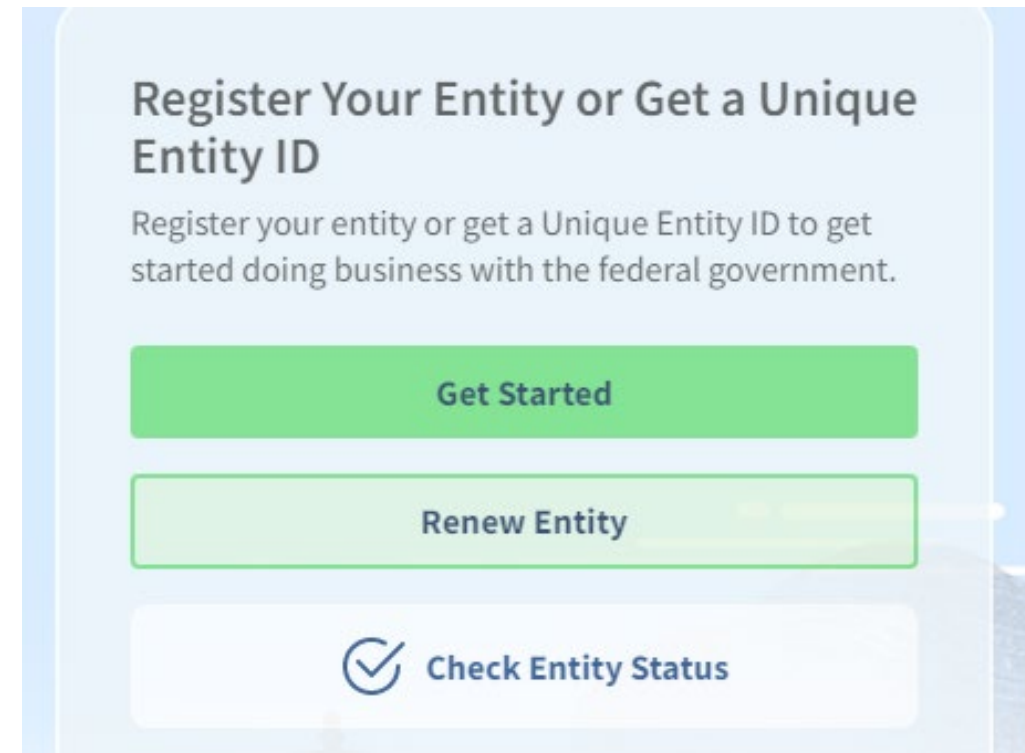 Register Your Entity or Get a Unique
Entity ID
Register your entity or get a Unique Entity ID to get
started doing business with the federal government.
Get Started
Renew Entity
Check Entity Status